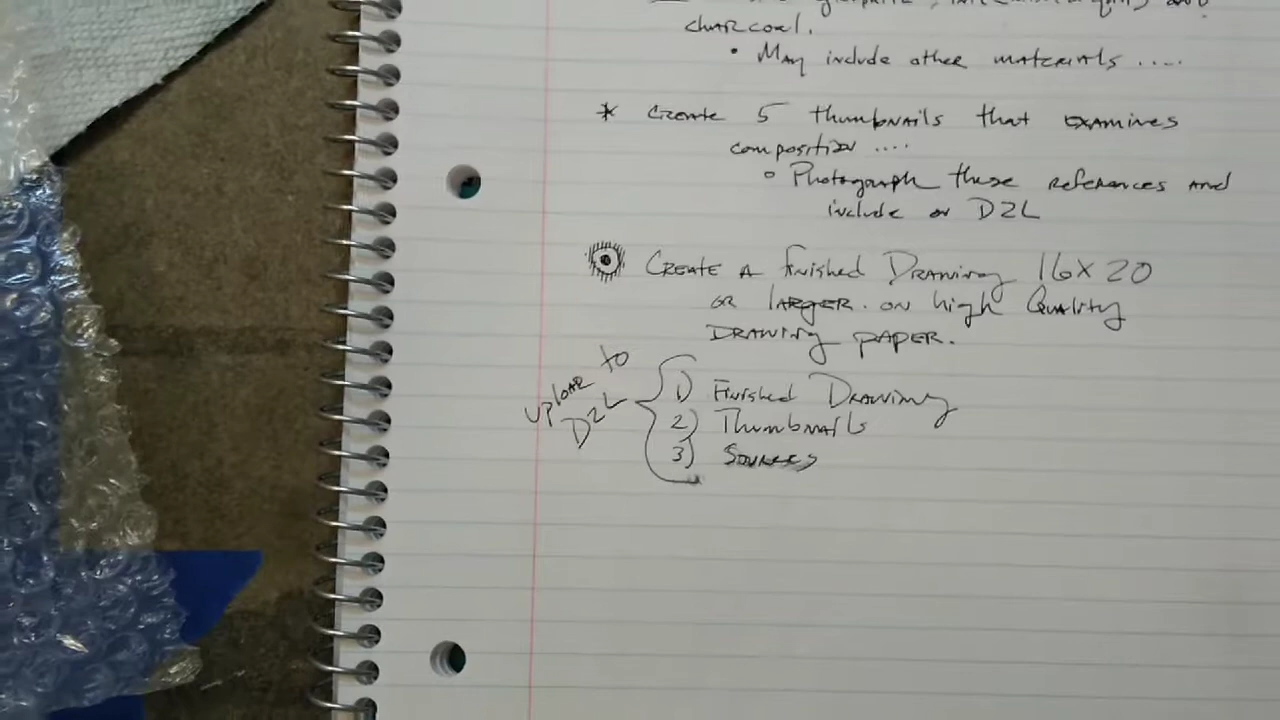 charcoal.
• May include other materials ....
* Create 5 thumbnails that examines
composition ....
° Photograph these references and
include on D2L
Create a finished Drawing 16 x 20
or larger. on high Quality
Drawing paper.
Upload to
D2L
1) Finished Drawing
2) Thumbnails
3) Sources